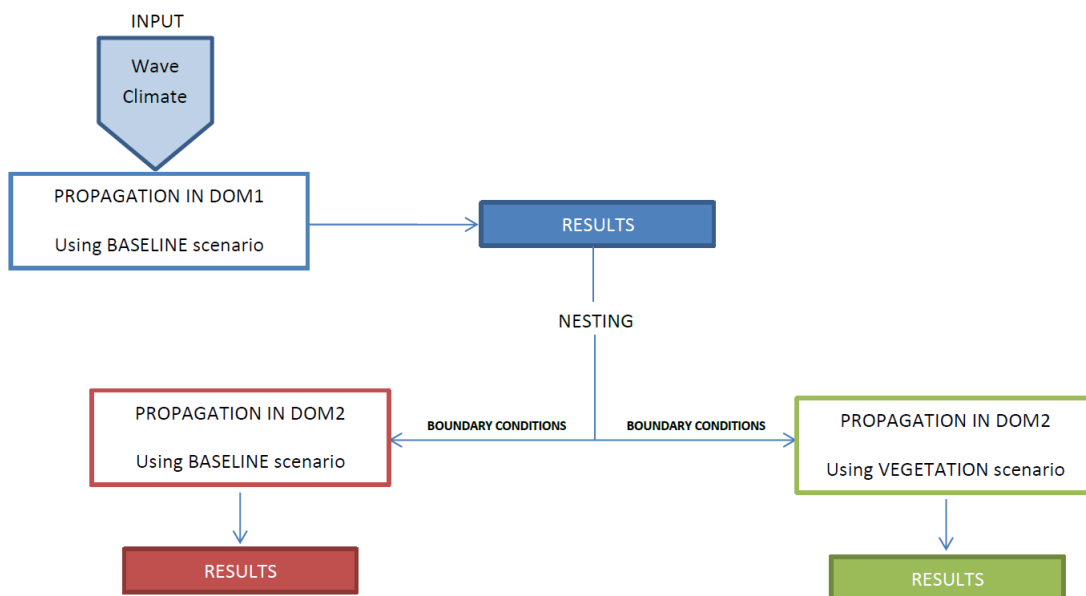 INPUT
Wave
Climate
PROPAGATION IN DOM1
Using BASELINE scenario
RESULTS
NESTING
PROPAGATION IN DOM2
Using BASELINE scenario
BOUNDARY CONDITIONS
BOUNDARY CONDITIONS
PROPAGATION IN DOM2
Using VEGETATION scenario
RESULTS
RESULTS